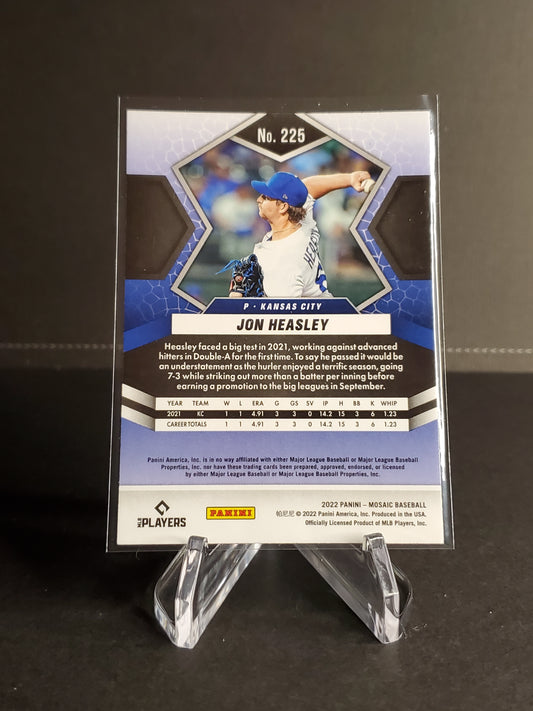 No. 225
HEASLEY
P · KANSAS CITY
JON HEASLEY
Heasley faced a big test in 2021, working against advanced
hitters in Double-A for the first time. To say he passed it would be
an understatement as the hurler enjoyed a terrific season, going
7-3 while striking out more than a batter per inning before
earning a promotion to the big leagues in September.
YEAR TEAM W L ERA G GS SV IP H BB K WHIP
2021 KC 1 1 4.91 3 3 0 14.2 15 3 6 1.23
CAREER TOTALS 1 1 4.91 3 3 0 14.2 15 3 6 1.23
Panini America, Inc. is in no way affiliated with either Major League Baseball or Major League Baseball
Properties, Inc. nor have these trading cards been prepared, approved, endorsed, or licensed
by either Major League Baseball or Major League Baseball Properties, Inc.
MLB PLAYERS
PANINI
2022 PANINI – MOSAIC BASEBALL
帕尼尼 © 2022 Panini America, Inc. Produced in the USA.
Officially Licensed Product of MLB Players, Inc.